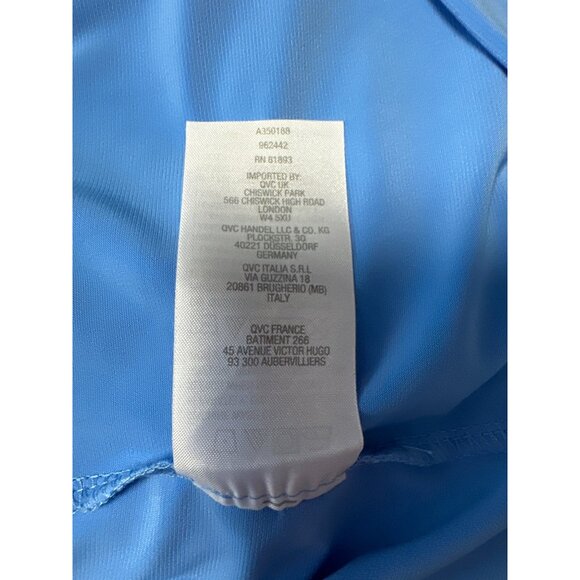 A350188
962442
RN 81893
IMPORTED BY:
QVC UK
CHISWICK PARK
566 CHISWICK HIGH ROAD
LONDON
W4 5XU
QVC HANDEL LLC & CO. KG
PLOCKSTR. 30
40221 DÜSSELDORF
GERMANY
QVC ITALIA S.R.L
VIA GUZZINA 18
20861 BRUGHERIO (MB)
ITALY
QVC FRANCE
BATIMENT 266
45 AVENUE VICTOR HUGO
93 300 AUBERVILLIERS